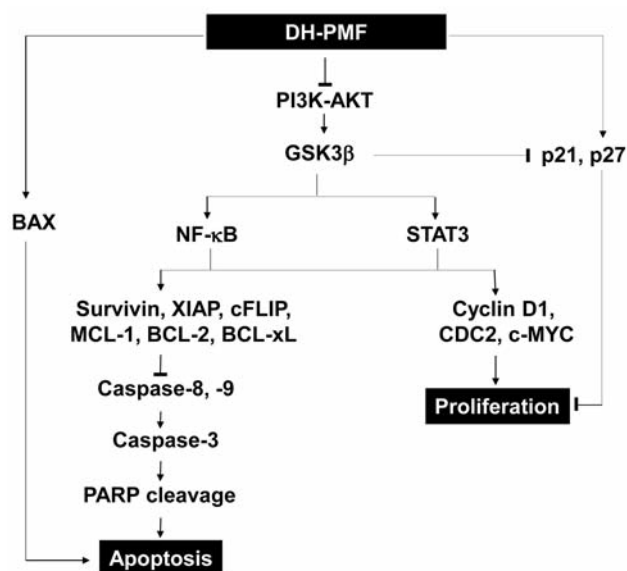 DH-PMF
PI3K-AKT
GSK3β
p21, p27
BAX
NF-κB
STAT3
Survivin, XIAP, cFLIP,
MCL-1, BCL-2, BCL-xL
Cyclin D1,
CDC2, c-MYC
Caspase-8, -9
Proliferation
Caspase-3
PARP cleavage
Apoptosis